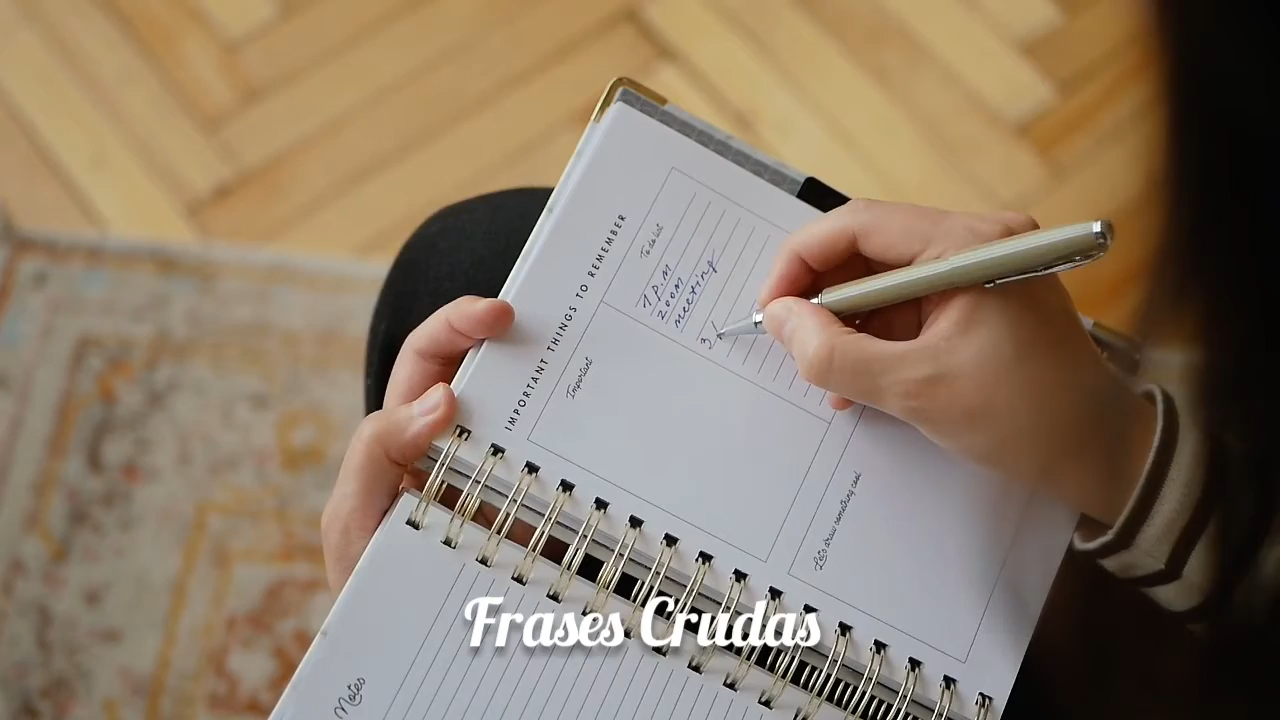 IMPORTANT THINGS TO REMEMBER
To do list
1 P.M
zoom
meeting
3
Important
Let's draw something cool
Notes
Frases Crudas